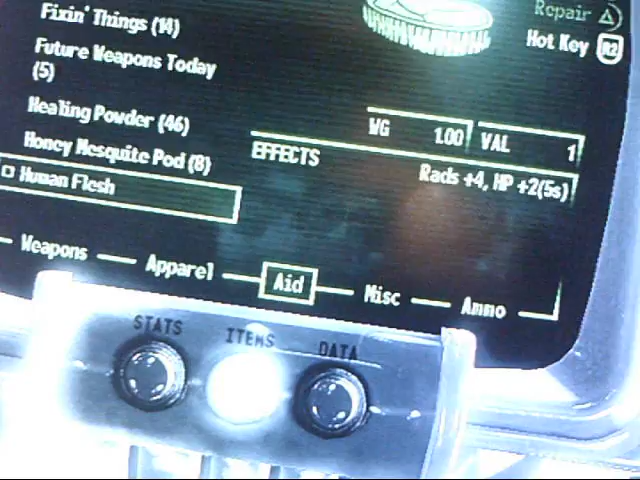 Fixin' Things (14)
Repair
Future Weapons Today
(5)
Hot Key R2
Healing Powder (46)
WG 1.00 VAL 1
Honey Mesquite Pod (8)
EFFECTS Rads +4, HP +2(5s)
Human Flesh
Weapons Apparel Aid Misc Ammo
STATS ITEMS DATA